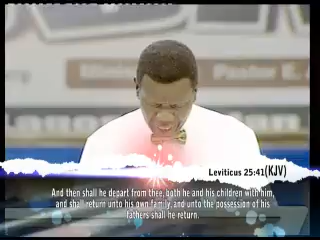 Pastor E.
Leviticus 25:41(KJV)
And then shall he depart from thee, both he and his children with him,
and shall return unto his own family, and unto the possession of his
fathers shall he return.